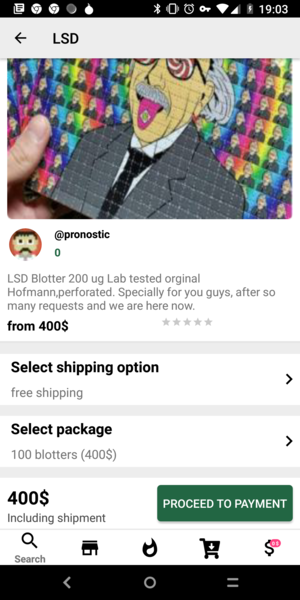 19:03
LSD
@pronostic
0
LSD Blotter 200 ug Lab tested orginal
Hofmann,perforated. Specially for you guys, after so
many requests and we are here now.
from 400$
Select shipping option
free shipping
Select package
100 blotters (400$)
400$
Including shipment
PROCEED TO PAYMENT
Search